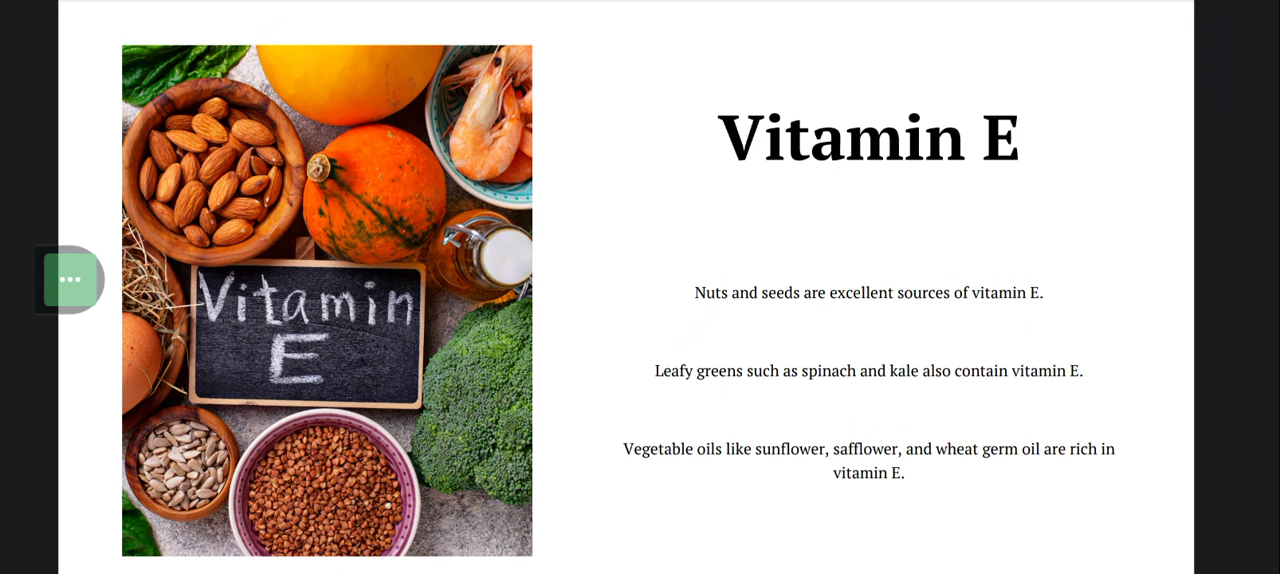 Vitamin E
Vitamin
E
Nuts and seeds are excellent sources of vitamin E.
Leafy greens such as spinach and kale also contain vitamin E.
Vegetable oils like sunflower, safflower, and wheat germ oil are rich in
vitamin E.